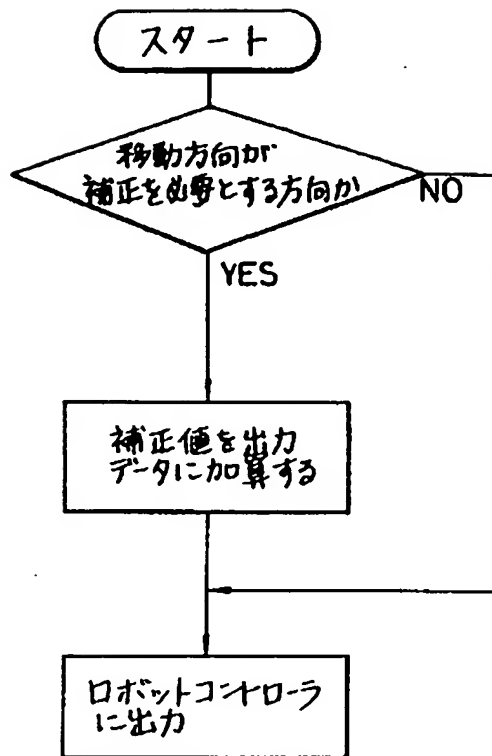 スタート
移動方向が
補正を必要とする方向か
NO
YES
補正値を出力
データに加算する
ロボットコントローラ
に出力